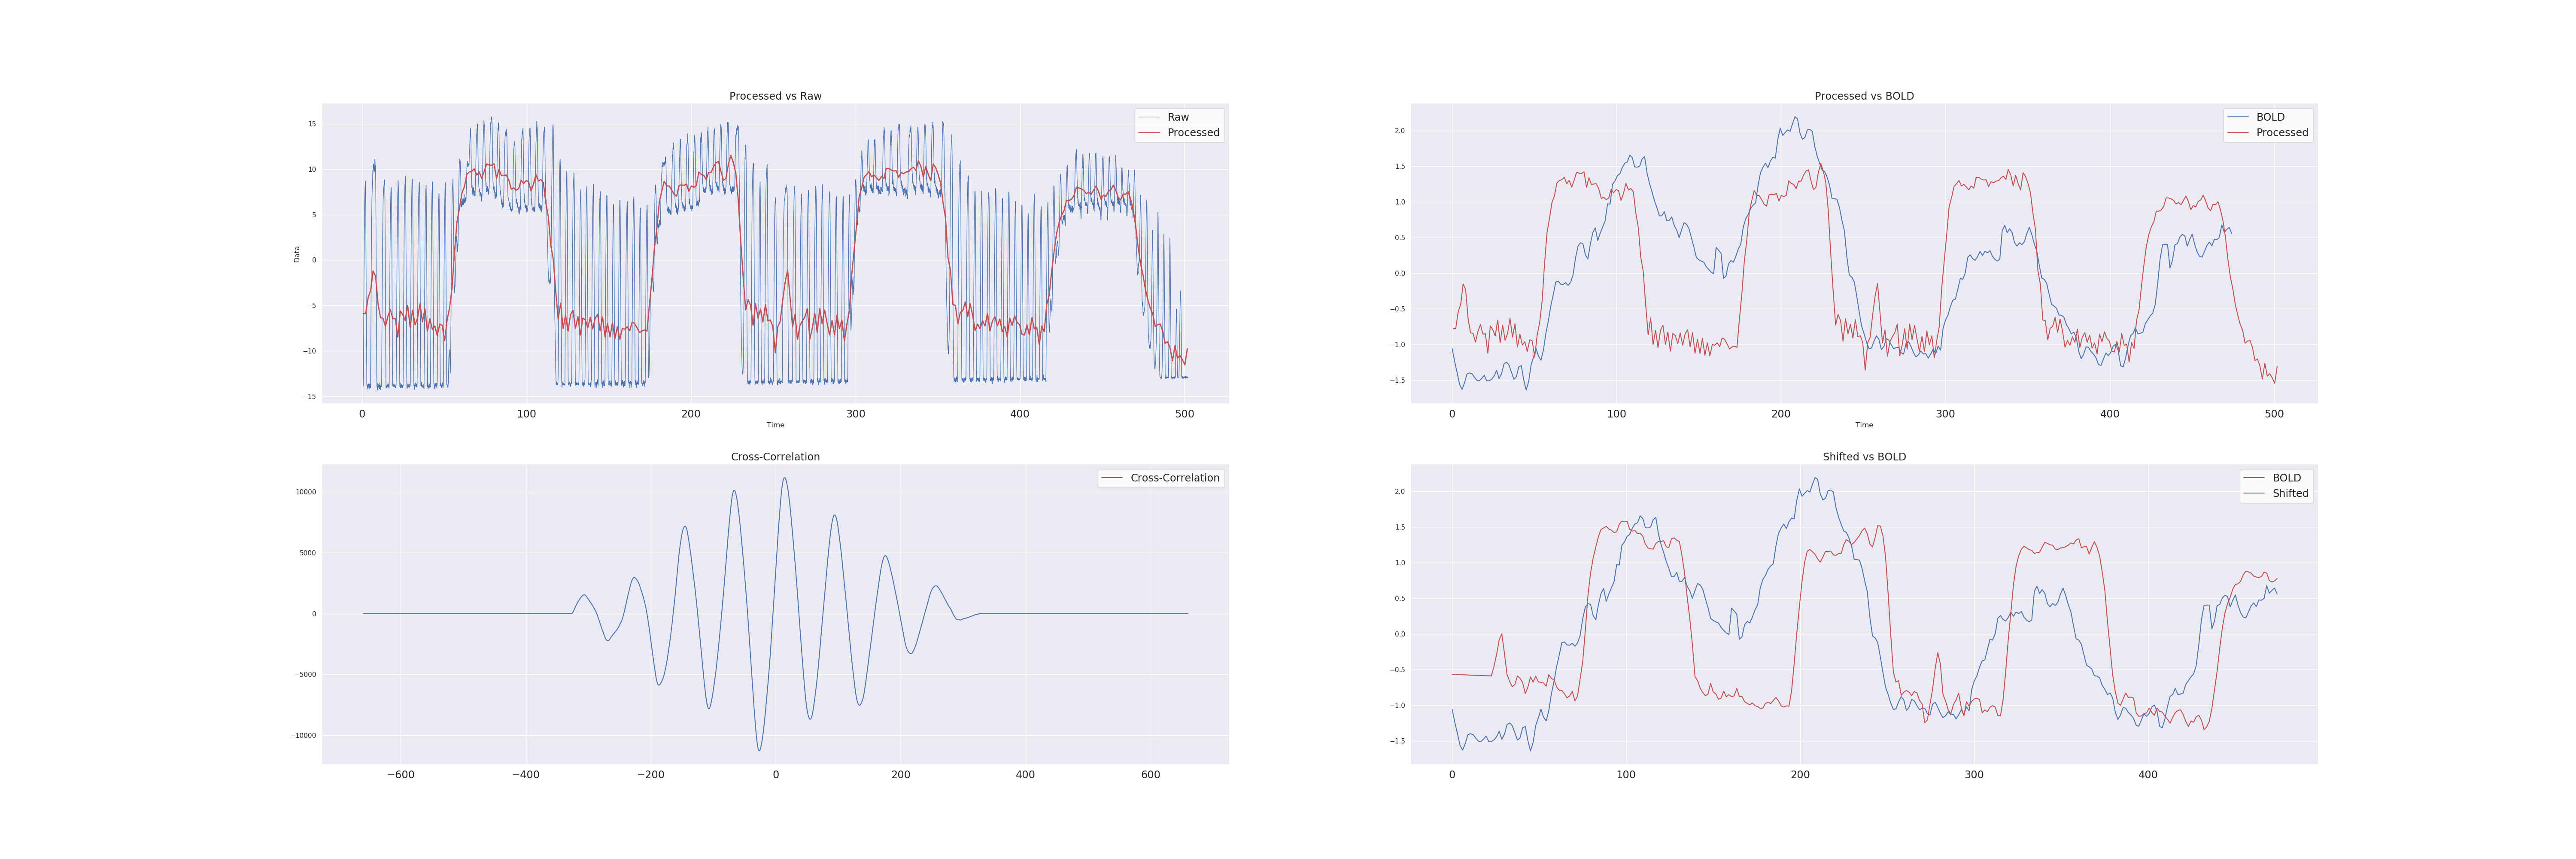 Processed vs Raw
Raw
Processed
15
10
5
0
−5
−10
−15
Data
0 100 200 300 400 500
Time
Processed vs BOLD
BOLD
Processed
2.0
1.5
1.0
0.5
0.0
−0.5
−1.0
−1.5
0 100 200 300 400 500
Time
Cross-Correlation
Cross-Correlation
10000
5000
0
−5000
−10000
−600 −400 −200 0 200 400 600
Shifted vs BOLD
BOLD
Shifted
2.0
1.5
1.0
0.5
0.0
−0.5
−1.0
−1.5
0 100 200 300 400